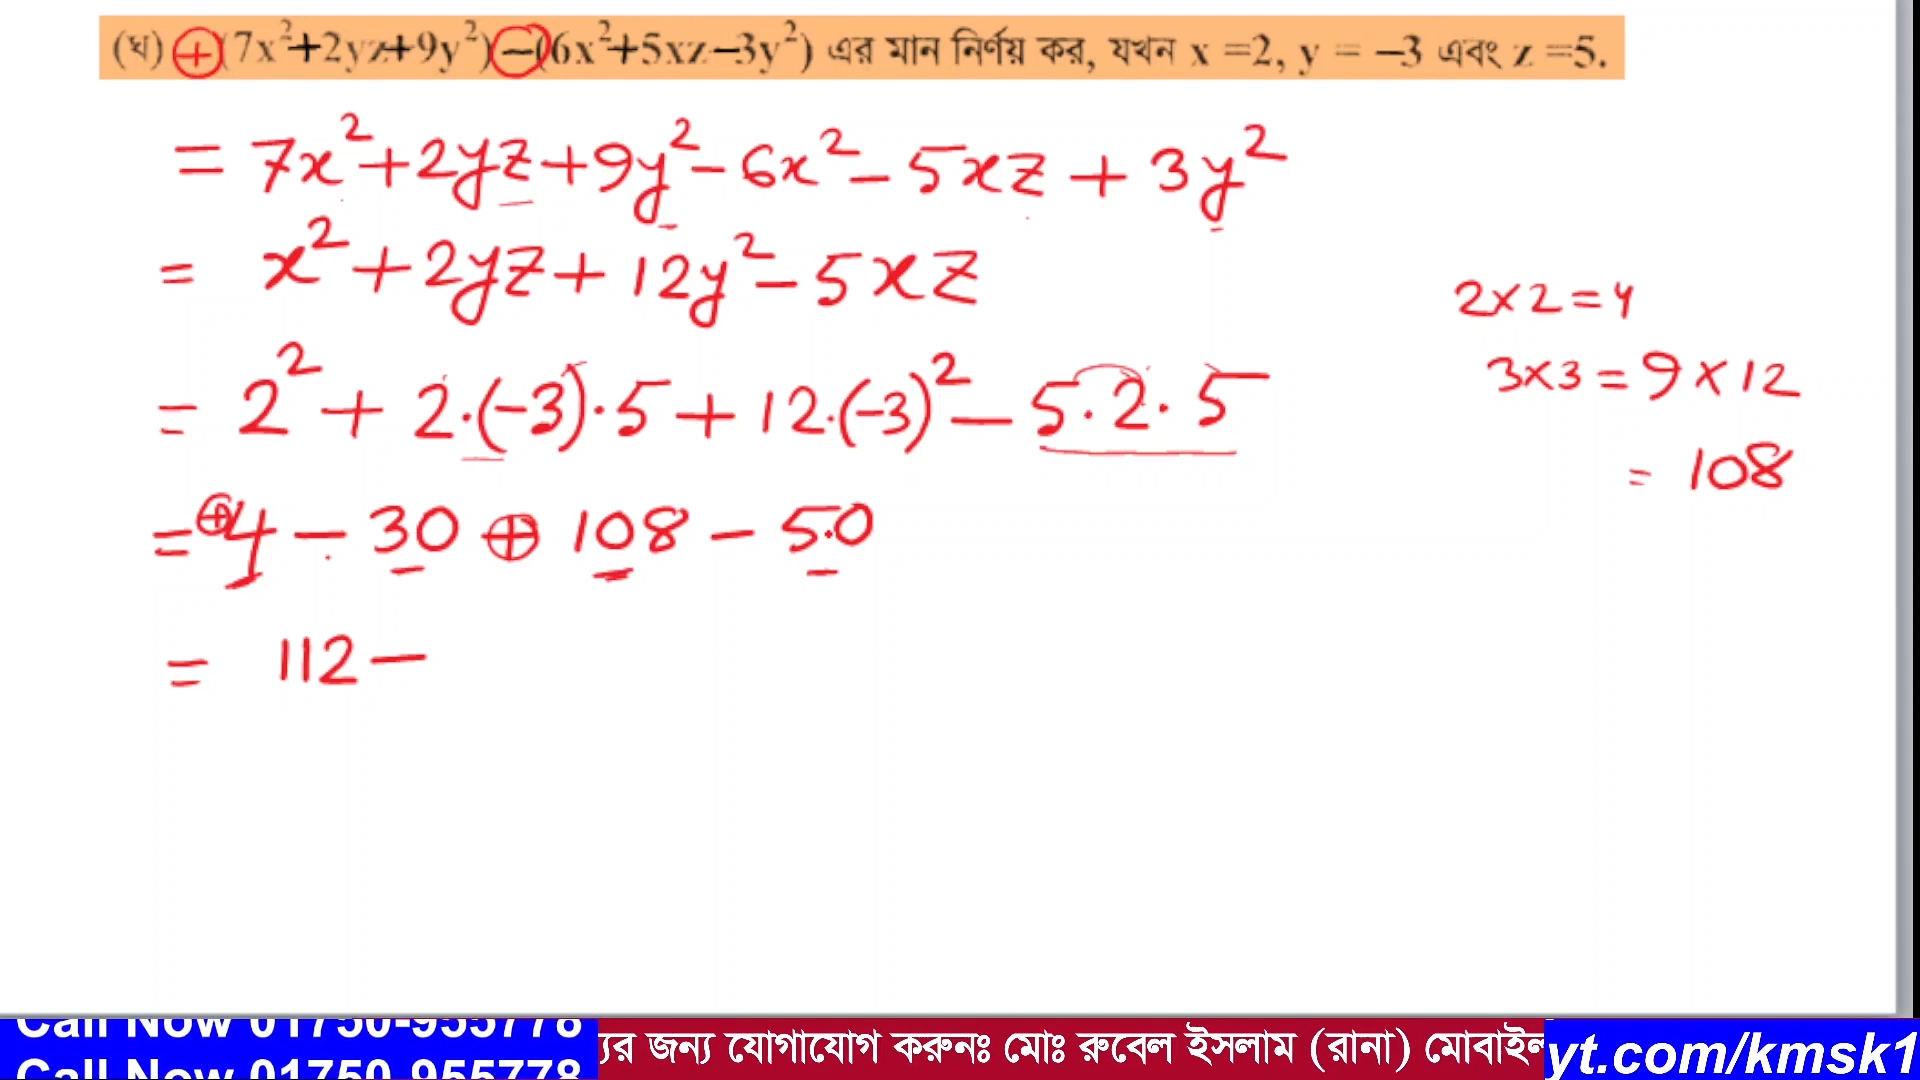 (ঘ) +(7x²+2yz+9y²)−(6x²+5xz−3y²) এর মান নির্ণয় কর, যখন x =2, y = −3 এবং z =5.
= 7x²+2yz+9y²−6x²−5xz+3y²
= x²+2yz+12y²−5xz
2×2=4
3×3=9×12
= 108
= 2²+2·(−3)·5+12·(−3)²−5·2·5
= +4−30+108−50
= 112−
Call Now 01750-955778
Call Now 01750-955778
যোগাযোগ করুনঃ মোঃ রুবেল ইসলাম (রানা)
জন্য
yt.com/kmsk1